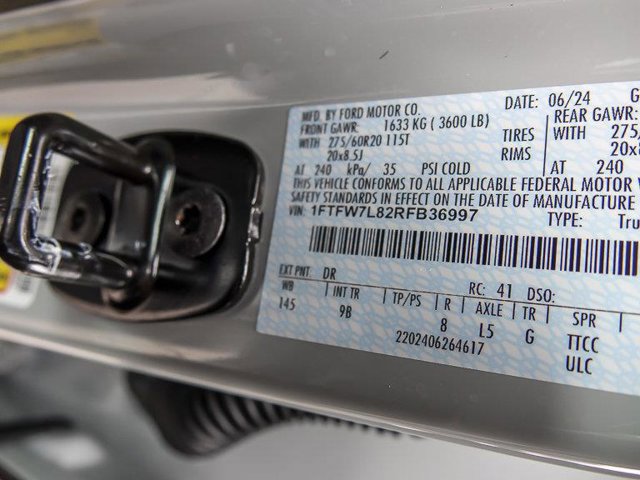 MFD. BY FORD MOTOR CO.
DATE: 06/24 G
FRONT GAWR: 1633 KG ( 3600 LB)
REAR GAWR:
WITH 275/60R20 115T TIRES WITH 275/
20x8.5J RIMS 20x8
AT 240 kPa/ 35 PSI COLD AT 240
THIS VEHICLE CONFORMS TO ALL APPLICABLE FEDERAL MOTOR V
SAFETY STANDARDS IN EFFECT ON THE DATE OF MANUFACTURE
VIN: 1FTFW7L82RFB36997
TYPE: Tru
EXT PNT DR RC: 41 DSO:
WB INT TR TP/PS R AXLE TR SPR
145 9B 8 L5 G TTCC
2202406264617 ULC